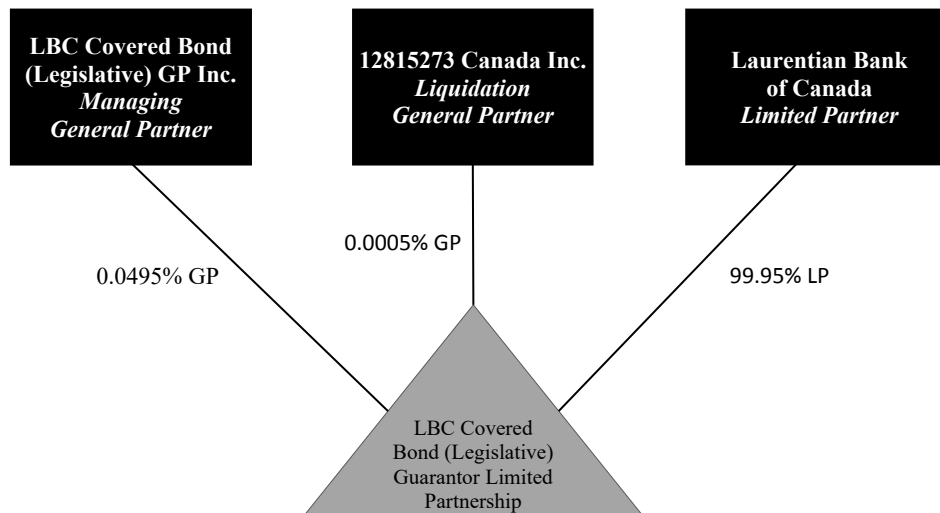 LBC Covered Bond
(Legislative) GP Inc.
Managing
General Partner
12815273 Canada Inc.
Liquidation
General Partner
Laurentian Bank
of Canada
Limited Partner
0.0495% GP
0.0005% GP
99.95% LP
LBC Covered
Bond (Legislative)
Guarantor Limited
Partnership